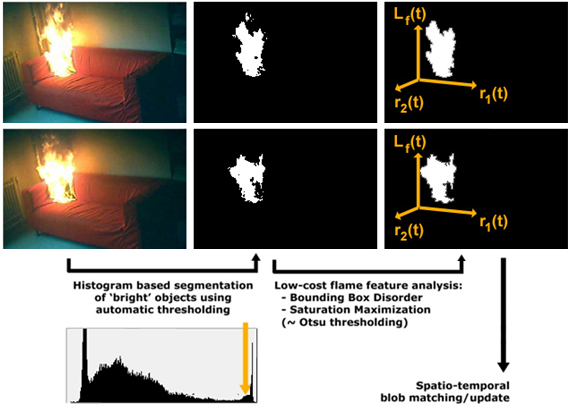 L_f(t)
r_2(t)
r_1(t)
L_f(t)
r_2(t)
r_1(t)
Histogram based segmentation
of 'bright' objects using
automatic thresholding
Low-cost flame feature analysis:
- Bounding Box Disorder
- Saturation Maximization
(~ Otsu thresholding)
Spatio-temporal
blob matching/update